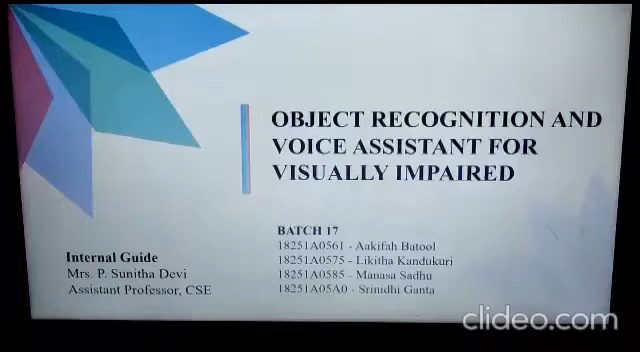 OBJECT RECOGNITION AND
VOICE ASSISTANT FOR
VISUALLY IMPAIRED
BATCH 17
18251A0561 - Aakifah Batool
18251A0575 - Likitha Kandukuri
18251A0585 - Manasa Sadhu
18251A05A0 - Srinidhi Ganta
Internal Guide
Mrs. P. Sunitha Devi
Assistant Professor, CSE
clideo.com